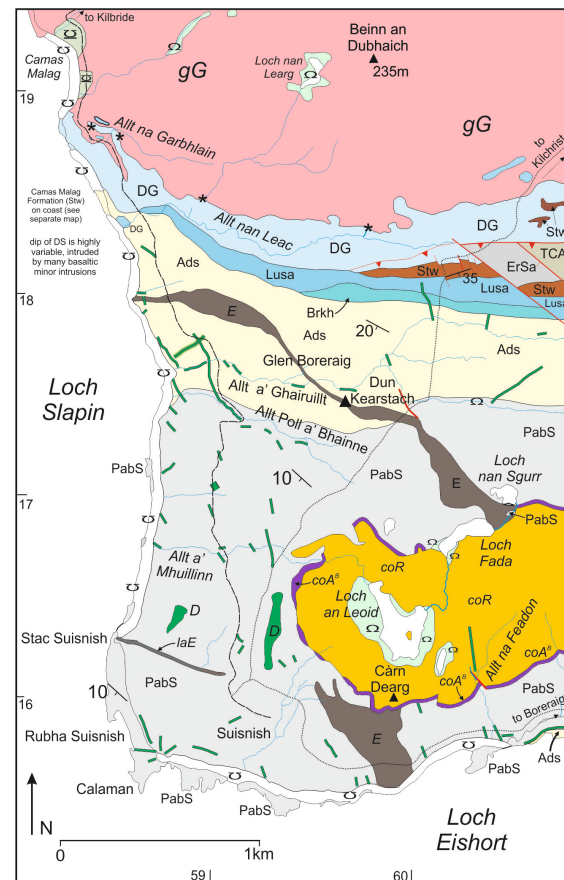 to Kilbride
Camas
Malag
Beinn an
Dubhaich
235m
Loch nan
Learg
gG
gG
19
Allt na Garbhlain
to
Kilchrist
Camas Malag
Formation (Stw)
on coast (see
separate map)
dip of DS is highly
variable, intruded
by many basaltic
minor intrusions
DG
DG
Allt nan Leac
DG
DG
Stw
TCA
Ads
Lusa
Stw
35
ErSa
Lusa
Stw
Lusa
18
E
Brkh
Ads
20
Ads
Glen Boreraig
Loch
Slapin
Allt a' Ghairuillt
Dun
Kearstach
Allt Poll a' Bhainne
PabS
PabS
10
PabS
Loch
nan Sgurr
E
17
PabS
Loch
Fada
Allt a'
Mhuillinn
coAᴮ
coR
coR
Loch
an Leoid
Allt na Feadon
D
D
Stac Suisnish
laE
coAᴮ
Càrn
Dearg
coAᴮ
PabS
PabS
10
16
to Boreraig
Rubha Suisnish
Suisnish
E
Ads
PabS
Calaman
PabS
PabS
N
Loch
Eishort
0
1km
59
60